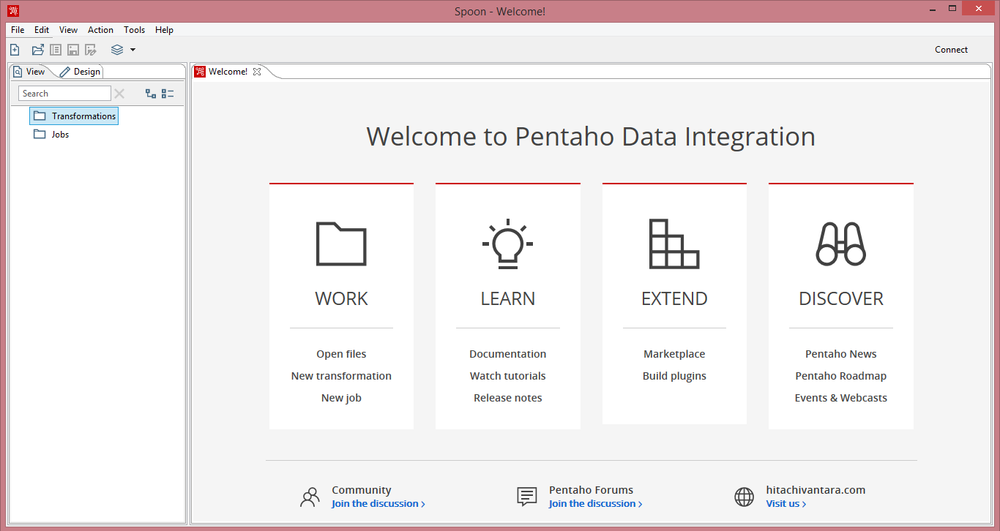 Spoon - Welcome!
File Edit View Action Tools Help
Connect
View Design
Search
Transformations
Jobs
Welcome!
Welcome to Pentaho Data Integration
WORK
Open files
New transformation
New job
LEARN
Documentation
Watch tutorials
Release notes
EXTEND
Marketplace
Build plugins
DISCOVER
Pentaho News
Pentaho Roadmap
Events & Webcasts
Community
Join the discussion >
Pentaho Forums
Join the discussion >
hitachivantara.com
Visit us >